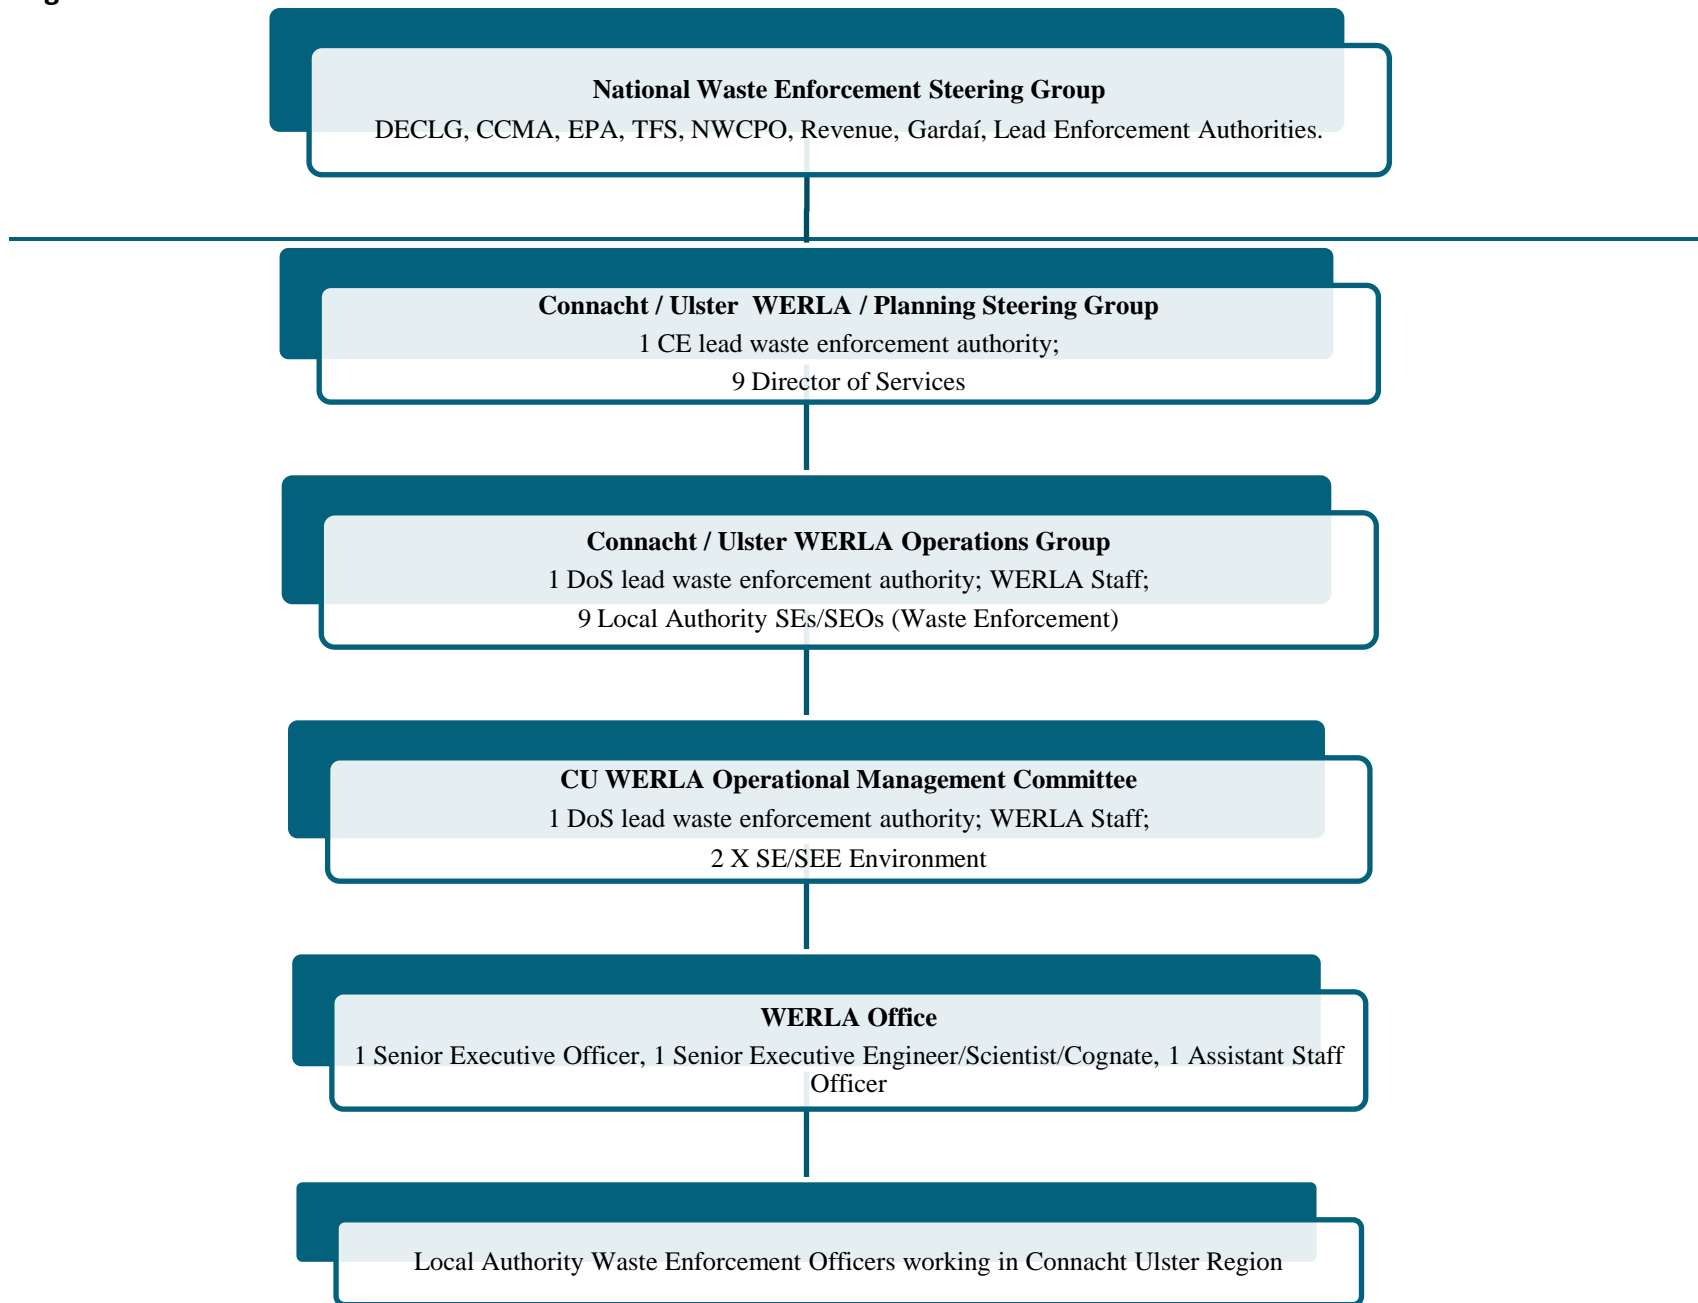 National Waste Enforcement Steering Group
DECLG, CCMA, EPA, TFS, NWCPO, Revenue, Gardaí, Lead Enforcement Authorities.
Connacht / Ulster WERLA / Planning Steering Group
1 CE lead waste enforcement authority;
9 Director of Services
Connacht / Ulster WERLA Operations Group
1 DoS lead waste enforcement authority; WERLA Staff;
9 Local Authority SEs/SEOs (Waste Enforcement)
CU WERLA Operational Management Committee
1 DoS lead waste enforcement authority; WERLA Staff;
2 X SE/SEE Environment
WERLA Office
1 Senior Executive Officer, 1 Senior Executive Engineer/Scientist/Cognate, 1 Assistant Staff
Officer
Local Authority Waste Enforcement Officers working in Connacht Ulster Region